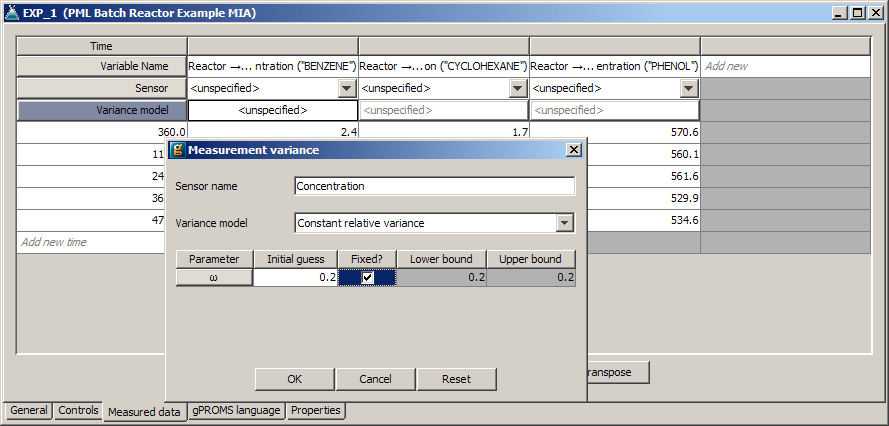 EXP_1 (PML Batch Reactor Example MIA)
Time
Variable Name Reactor →... ntration ("BENZENE") Reactor →... on ("CYCLOHEXANE") Reactor →... entration ("PHENOL") Add new
Sensor <unspecified> <unspecified> <unspecified>
Variance model <unspecified> <unspecified> <unspecified>
360.0 2.4 1.7 570.6
11 560.1
24 561.6
36 529.9
47 534.6
Add new time
Measurement variance
Sensor name Concentration
Variance model Constant relative variance
Parameter Initial guess Fixed? Lower bound Upper bound
ω 0.2 0.2 0.2
OK Cancel Reset
ranspose
General Controls Measured data gPROMS language Properties